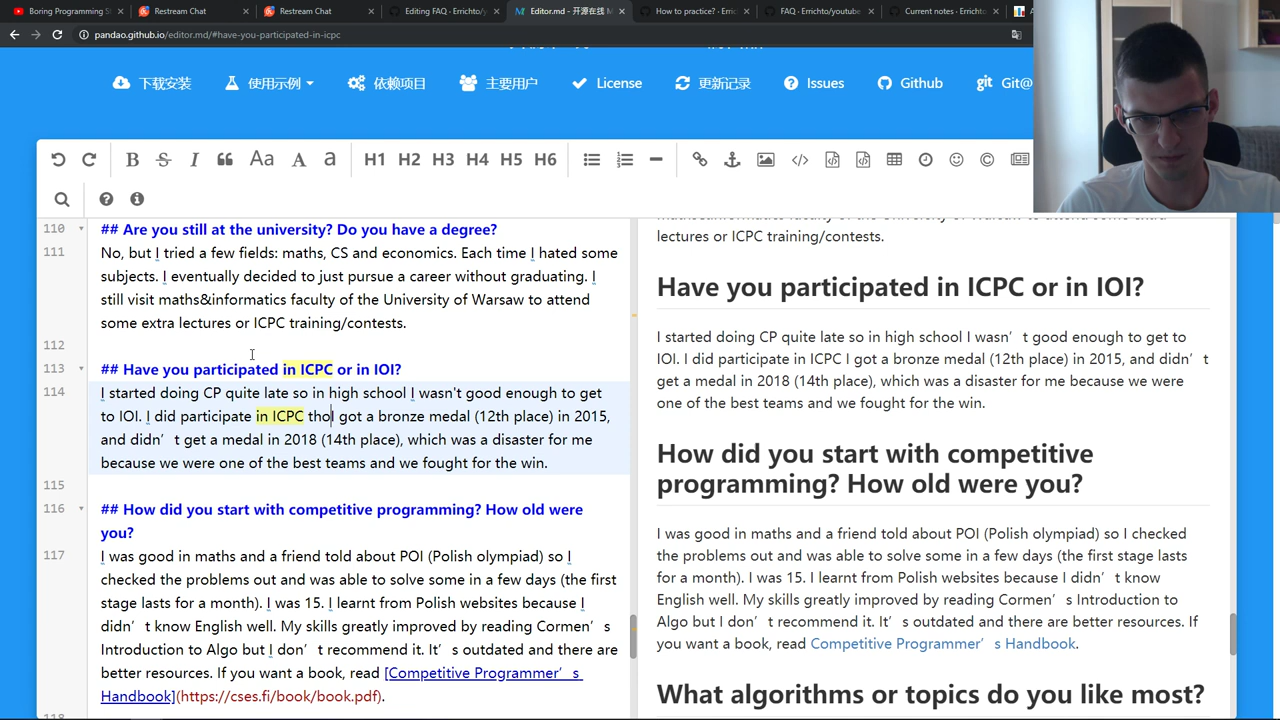 Boring Programming S
Restream Chat
Restream Chat
Editing FAQ - Errichto/
Editor.md - 开源在线 M
How to practice? - Errich
FAQ - Errichto/youtube
Current notes - Errichto
pandao.github.io/editor.md/#have-you-participated-in-icpc
下载安装
使用示例
依赖项目
主要用户
License
更新记录
Issues
Github
git Git@
B S I Aa A a H1 H2 H3 H4 H5 H6
110 ## Are you still at the university? Do you have a degree?
111 No, but I tried a few fields: maths, CS and economics. Each time I hated some
subjects. I eventually decided to just pursue a career without graduating. I
still visit maths&informatics faculty of the University of Warsaw to attend
some extra lectures or ICPC training/contests.
112
113 ## Have you participated in ICPC or in IOI?
114 I started doing CP quite late so in high school I wasn't good enough to get
to IOI. I did participate in ICPC tho I got a bronze medal (12th place) in 2015,
and didn’t get a medal in 2018 (14th place), which was a disaster for me
because we were one of the best teams and we fought for the win.
115
116 ## How did you start with competitive programming? How old were
you?
117 I was good in maths and a friend told about POI (Polish olympiad) so I
checked the problems out and was able to solve some in a few days (the first
stage lasts for a month). I was 15. I learnt from Polish websites because I
didn’t know English well. My skills greatly improved by reading Cormen’s
Introduction to Algo but I don’t recommend it. It’s outdated and there are
better resources. If you want a book, read [Competitive Programmer’s
Handbook](https://cses.fi/book/book.pdf).
lectures or ICPC training/contests.
Have you participated in ICPC or in IOI?
I started doing CP quite late so in high school I wasn’t good enough to get to
IOI. I did participate in ICPC I got a bronze medal (12th place) in 2015, and didn’t
get a medal in 2018 (14th place), which was a disaster for me because we were
one of the best teams and we fought for the win.
How did you start with competitive
programming? How old were you?
I was good in maths and a friend told about POI (Polish olympiad) so I checked
the problems out and was able to solve some in a few days (the first stage lasts
for a month). I was 15. I learnt from Polish websites because I didn’t know
English well. My skills greatly improved by reading Cormen’s Introduction to
Algo but I don’t recommend it. It’s outdated and there are better resources. If
you want a book, read Competitive Programmer’s Handbook.
What algorithms or topics do you like most?